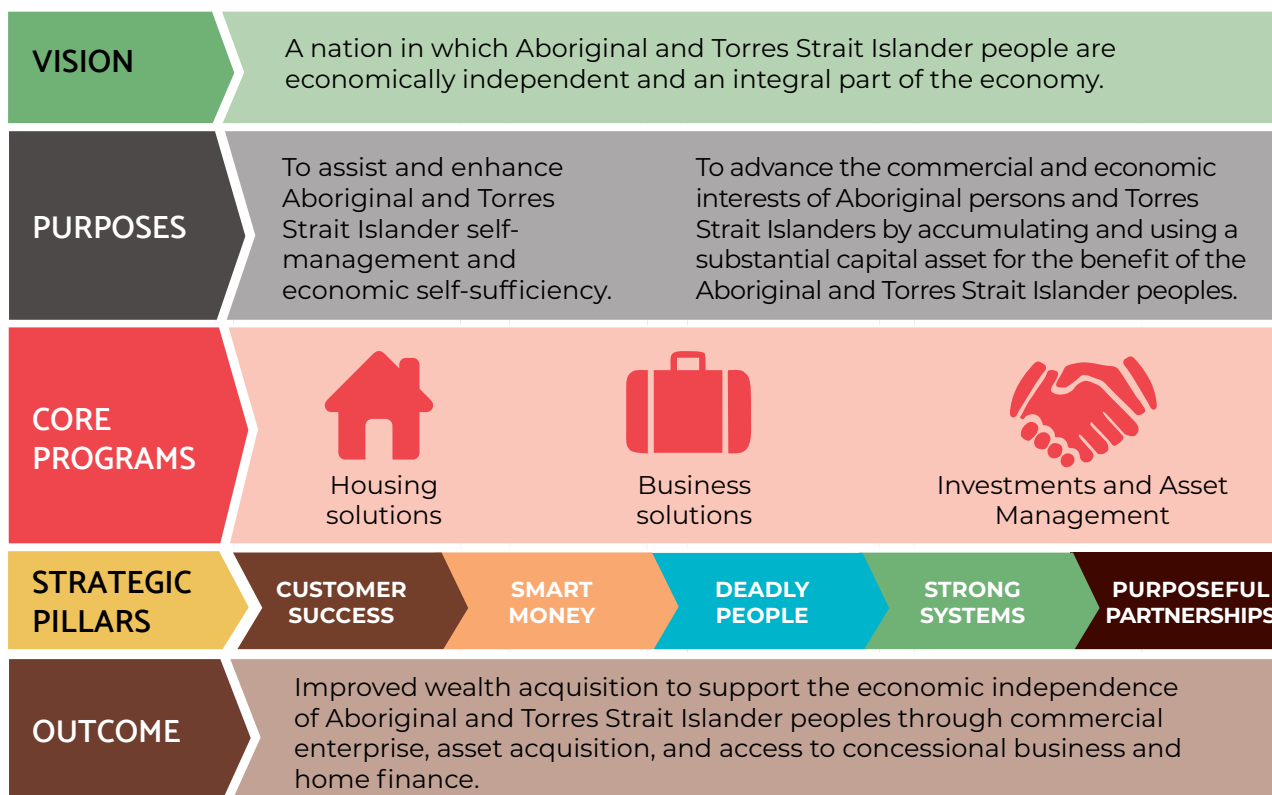 VISION
A nation in which Aboriginal and Torres Strait Islander people are
economically independent and an integral part of the economy.
PURPOSES
To assist and enhance
Aboriginal and Torres
Strait Islander self-
management and
economic self-sufficiency.
To advance the commercial and economic
interests of Aboriginal persons and Torres
Strait Islanders by accumulating and using a
substantial capital asset for the benefit of the
Aboriginal and Torres Strait Islander peoples.
CORE
PROGRAMS
Housing
solutions
Business
solutions
Investments and Asset
Management
STRATEGIC
PILLARS
CUSTOMER
SUCCESS
SMART
MONEY
DEADLY
PEOPLE
STRONG
SYSTEMS
PURPOSEFUL
PARTNERSHIPS
OUTCOME
Improved wealth acquisition to support the economic independence
of Aboriginal and Torres Strait Islander peoples through commercial
enterprise, asset acquisition, and access to concessional business and
home finance.